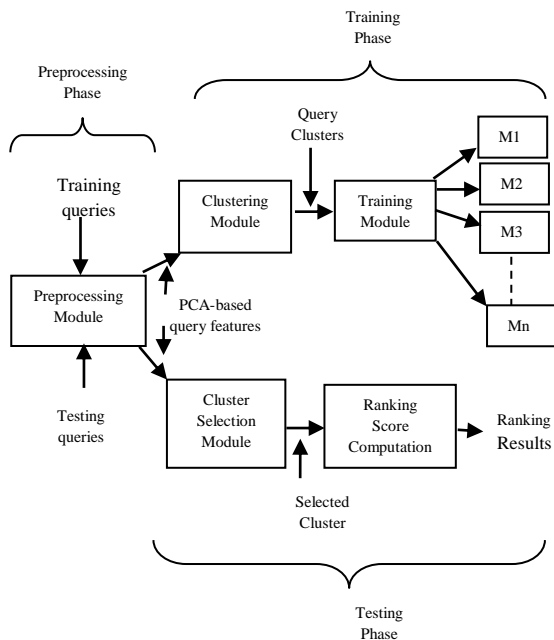 Training
Phase
Preprocessing
Phase
Query
Clusters
Training
queries
Clustering
Module
Training
Module
M1
M2
M3
Mn
Preprocessing
Module
PCA-based
query features
Testing
queries
Cluster
Selection
Module
Ranking
Score
Computation
Ranking
Results
Selected
Cluster
Testing
Phase